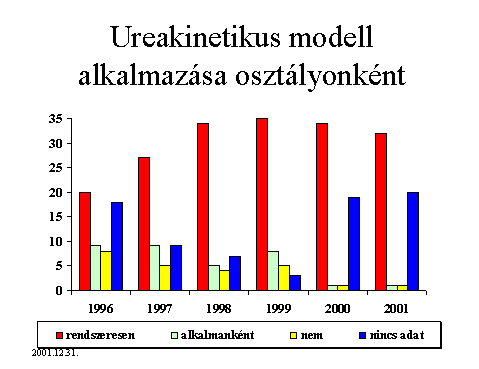 Ureakinetikus modell
alkalmazása osztályonként
35
30
25
20
15
10
5
0
1996 1997 1998 1999 2000 2001
rendszeresen alkalmanként nem nincs adat
2001.12.31.